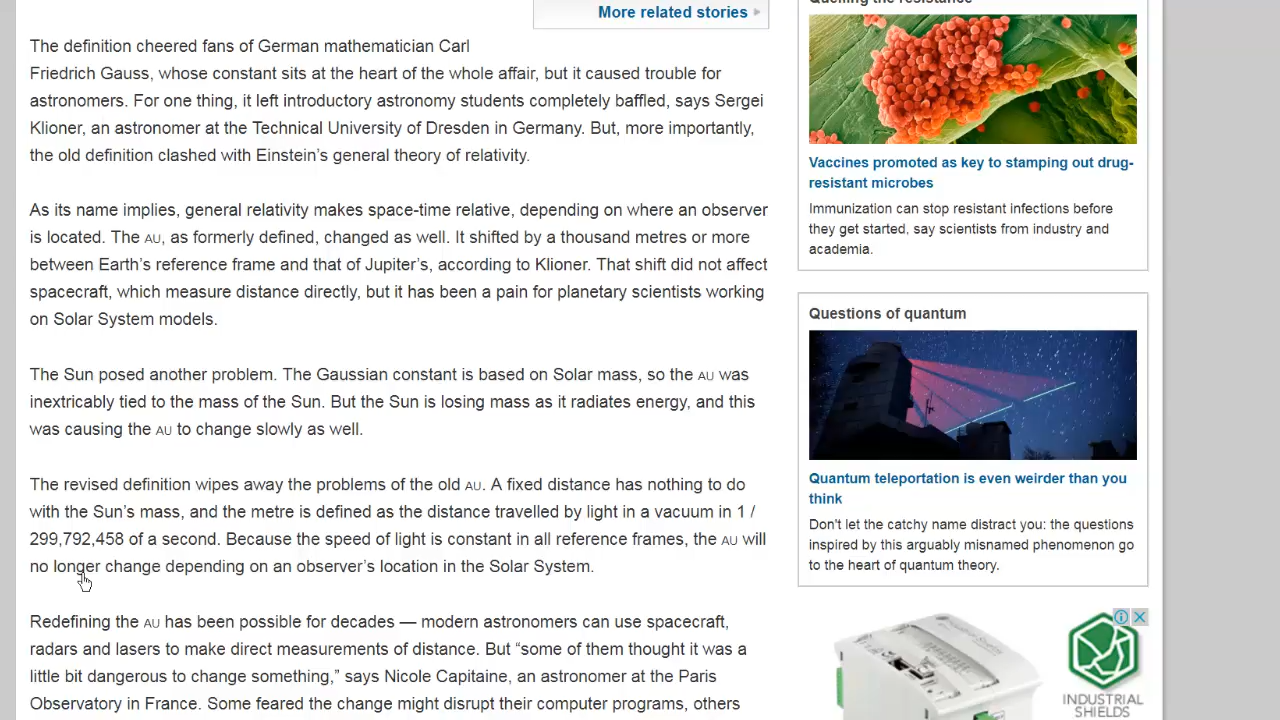 More related stories
The definition cheered fans of German mathematician Carl
Friedrich Gauss, whose constant sits at the heart of the whole affair, but it caused trouble for
astronomers. For one thing, it left introductory astronomy students completely baffled, says Sergei
Klioner, an astronomer at the Technical University of Dresden in Germany. But, more importantly,
the old definition clashed with Einstein’s general theory of relativity.
As its name implies, general relativity makes space-time relative, depending on where an observer
is located. The AU, as formerly defined, changed as well. It shifted by a thousand metres or more
between Earth’s reference frame and that of Jupiter’s, according to Klioner. That shift did not affect
spacecraft, which measure distance directly, but it has been a pain for planetary scientists working
on Solar System models.
The Sun posed another problem. The Gaussian constant is based on Solar mass, so the AU was
inextricably tied to the mass of the Sun. But the Sun is losing mass as it radiates energy, and this
was causing the AU to change slowly as well.
The revised definition wipes away the problems of the old AU. A fixed distance has nothing to do
with the Sun’s mass, and the metre is defined as the distance travelled by light in a vacuum in 1 /
299,792,458 of a second. Because the speed of light is constant in all reference frames, the AU will
no longer change depending on an observer’s location in the Solar System.
Redefining the AU has been possible for decades — modern astronomers can use spacecraft,
radars and lasers to make direct measurements of distance. But “some of them thought it was a
little bit dangerous to change something,” says Nicole Capitaine, an astronomer at the Paris
Observatory in France. Some feared the change might disrupt their computer programs, others
Quelling the resistance
Vaccines promoted as key to stamping out drug-
resistant microbes
Immunization can stop resistant infections before
they get started, say scientists from industry and
academia.
Questions of quantum
Quantum teleportation is even weirder than you
think
Don't let the catchy name distract you: the questions
inspired by this arguably misnamed phenomenon go
to the heart of quantum theory.
INDUSTRIAL
SHIELDS